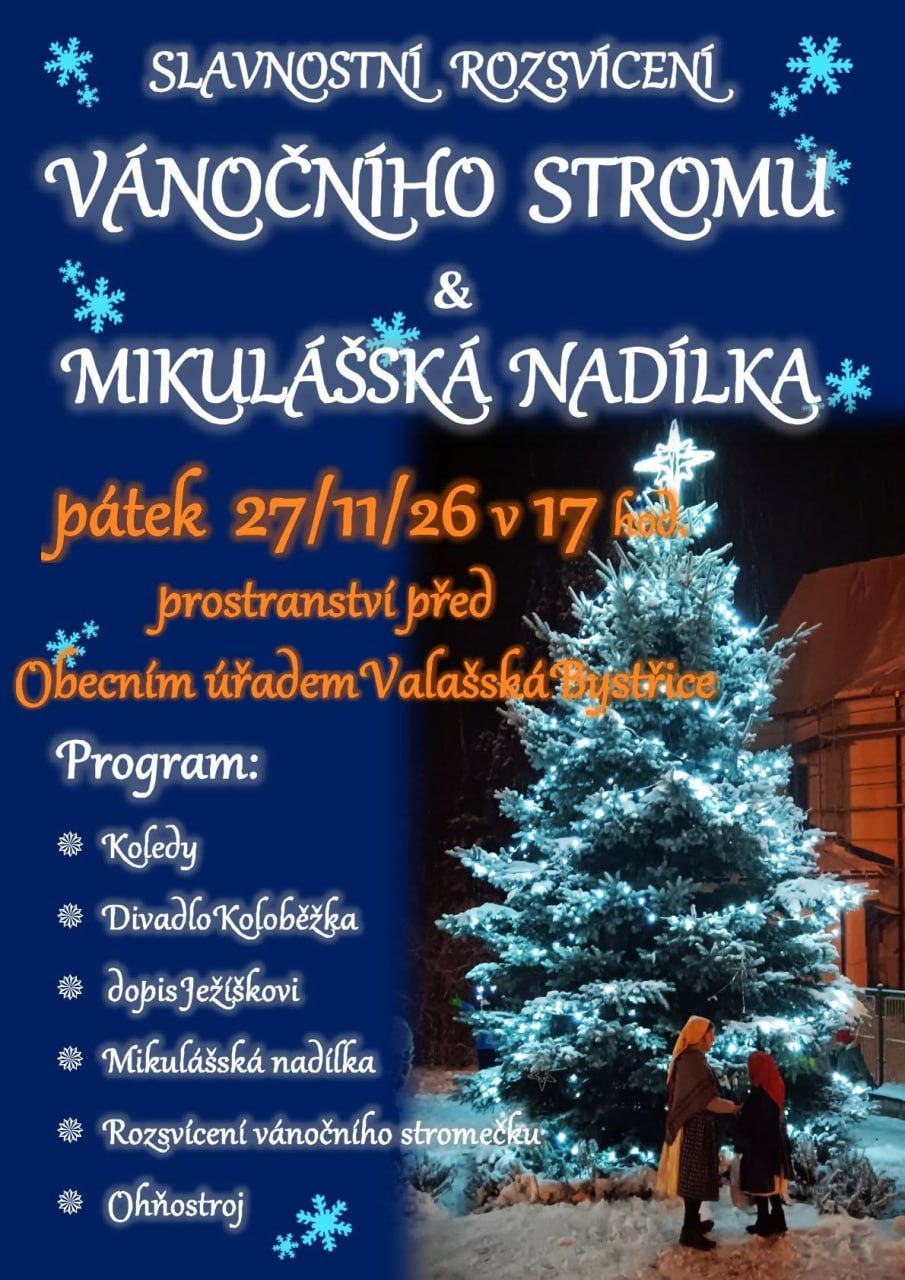 SLAVNOSTNÍ ROZSVÍCENÍ
VÁNOČNÍHO STROMU
&
MIKULÁŠSKÁ NADÍLKA
pátek 27/11/26 v 17 hod.
prostranství před
Obecním úřadem Valašská Bystřice
Program:
Koledy
Divadlo Koloběžka
dopis Ježíškovi
Mikulášská nadílka
Rozsvícení vánočního stromečku
Ohňostroj